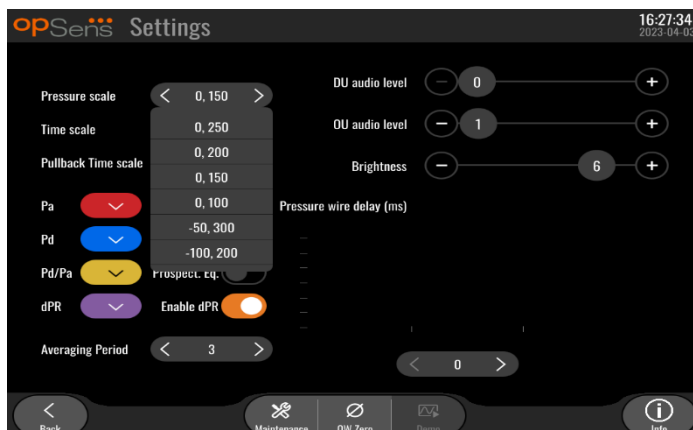 opSens Settings
16:27:34
2023-04-03
Pressure scale
0, 150
Time scale
Pullback Time scale
0, 250
0, 200
0, 150
0, 100
-50, 300
-100, 200
Pa
Pd
Pd/Pa
Prospect. Eq.
dPR
Enable dPR
Averaging Period
3
DU audio level
0
OU audio level
1
Brightness
6
Pressure wire delay (ms)
0
Back
Maintenance
OW Zero
Demo
Info